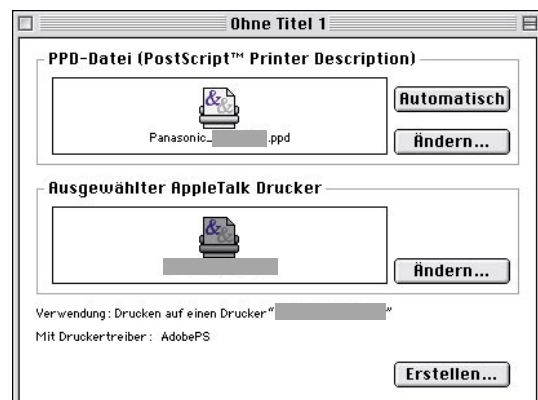 Ohne Titel 1
PPD-Datei (PostScript™ Printer Description)
Automatisch
Panasonic_ .ppd
Ändern...
Ausgewählter AppleTalk Drucker
Ändern...
Verwendung: Drucken auf einen Drucker“ ”
Mit Druckertreiber: AdobePS
Erstellen...